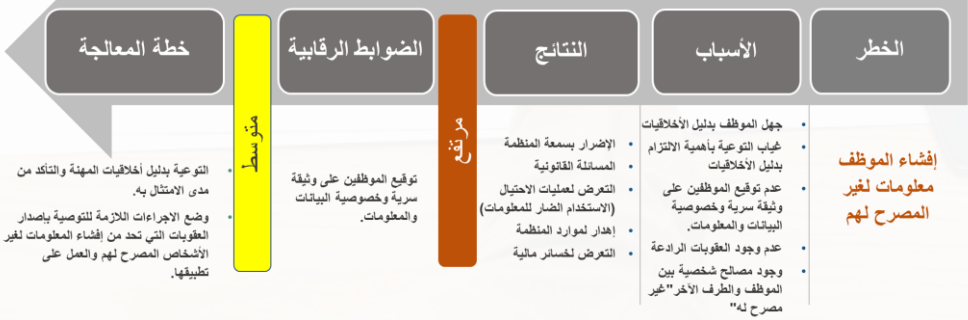 الخطر
الأسباب
النتائج
الضوابط الرقابية
خطة المعالجة
إفشاء الموظف
معلومات لغير
المصرح لهم
• جهل الموظف بدليل الأخلاقيات
• غياب التوعية بأهمية الالتزام
بدليل الأخلاقيات
• عدم توقيع الموظفين على
وثيقة سرية وخصوصية
البيانات والمعلومات.
• عدم وجود العقوبات الرادعة
• وجود مصالح شخصية بين
الموظف والطرف الآخر "غير
مصرح له"
• الإضرار بسمعة المنظمة
• المسائلة القانونية
• التعرض لعمليات الاحتيال
(الاستخدام الضار للمعلومات)
• إهدار لموارد المنظمة
• التعرض لخسائر مالية
مرتفع
توقيع الموظفين على وثيقة
سرية وخصوصية البيانات
والمعلومات.
متوسط
• التوعية بدليل أخلاقيات المهنة والتأكد من
مدى الامتثال به.
• وضع الاجراءات اللازمة للتوصية بإصدار
العقوبات التي تحد من إفشاء المعلومات لغير
الأشخاص المصرح لهم والعمل على
تطبيقها.